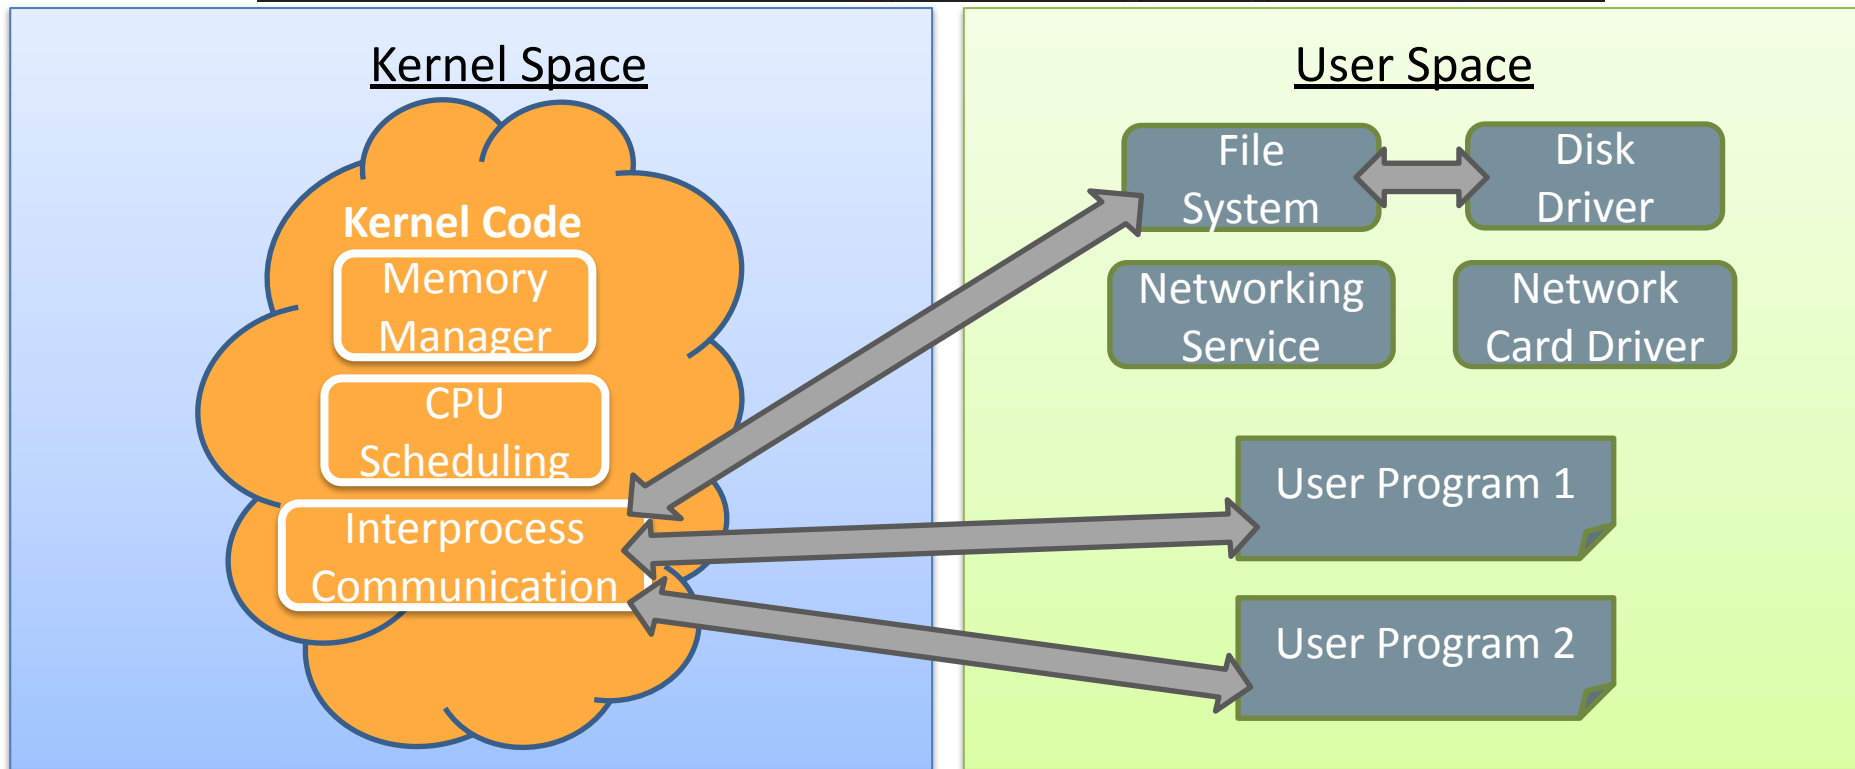 Kernel Space
Kernel Code
Memory
Manager
CPU
Scheduling
Interprocess
Communication
User Space
File
System
Disk
Driver
Networking
Service
Network
Card Driver
User Program 1
User Program 2